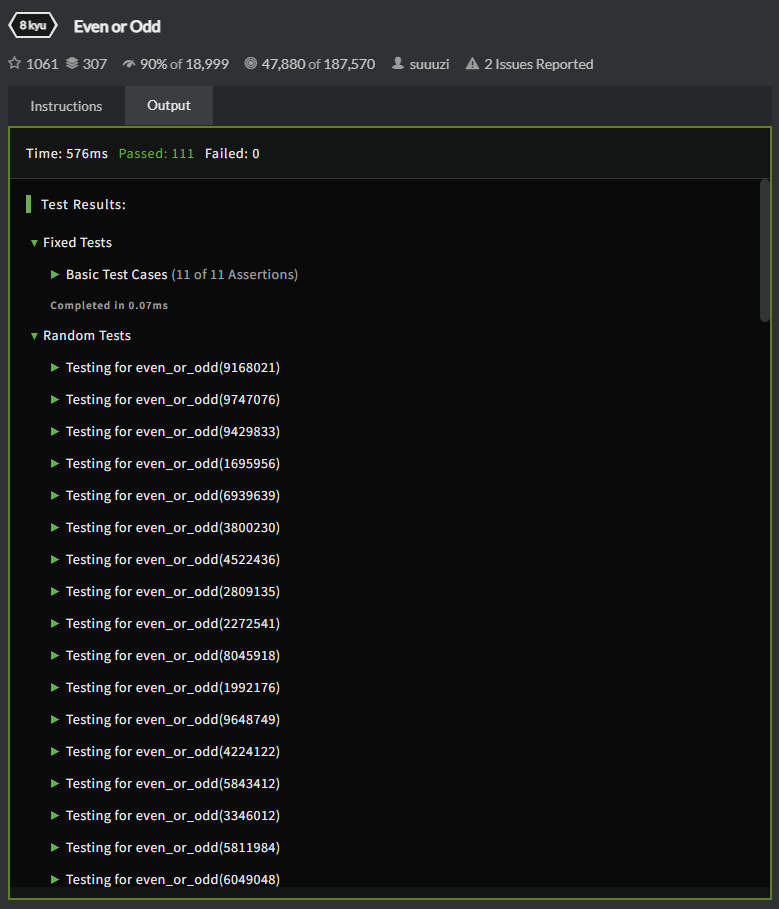 8 kyu Even or Odd
1061 307 90% of 18,999 47,880 of 187,570 suuuzi 2 Issues Reported
Instructions Output
Time: 576ms Passed: 111 Failed: 0
Test Results:
Fixed Tests
Basic Test Cases (11 of 11 Assertions)
Completed in 0.07ms
Random Tests
Testing for even_or_odd(9168021)
Testing for even_or_odd(9747076)
Testing for even_or_odd(9429833)
Testing for even_or_odd(1695956)
Testing for even_or_odd(6939639)
Testing for even_or_odd(3800230)
Testing for even_or_odd(4522436)
Testing for even_or_odd(2809135)
Testing for even_or_odd(2272541)
Testing for even_or_odd(8045918)
Testing for even_or_odd(1992176)
Testing for even_or_odd(9648749)
Testing for even_or_odd(4224122)
Testing for even_or_odd(5843412)
Testing for even_or_odd(3346012)
Testing for even_or_odd(5811984)
Testing for even_or_odd(6049048)